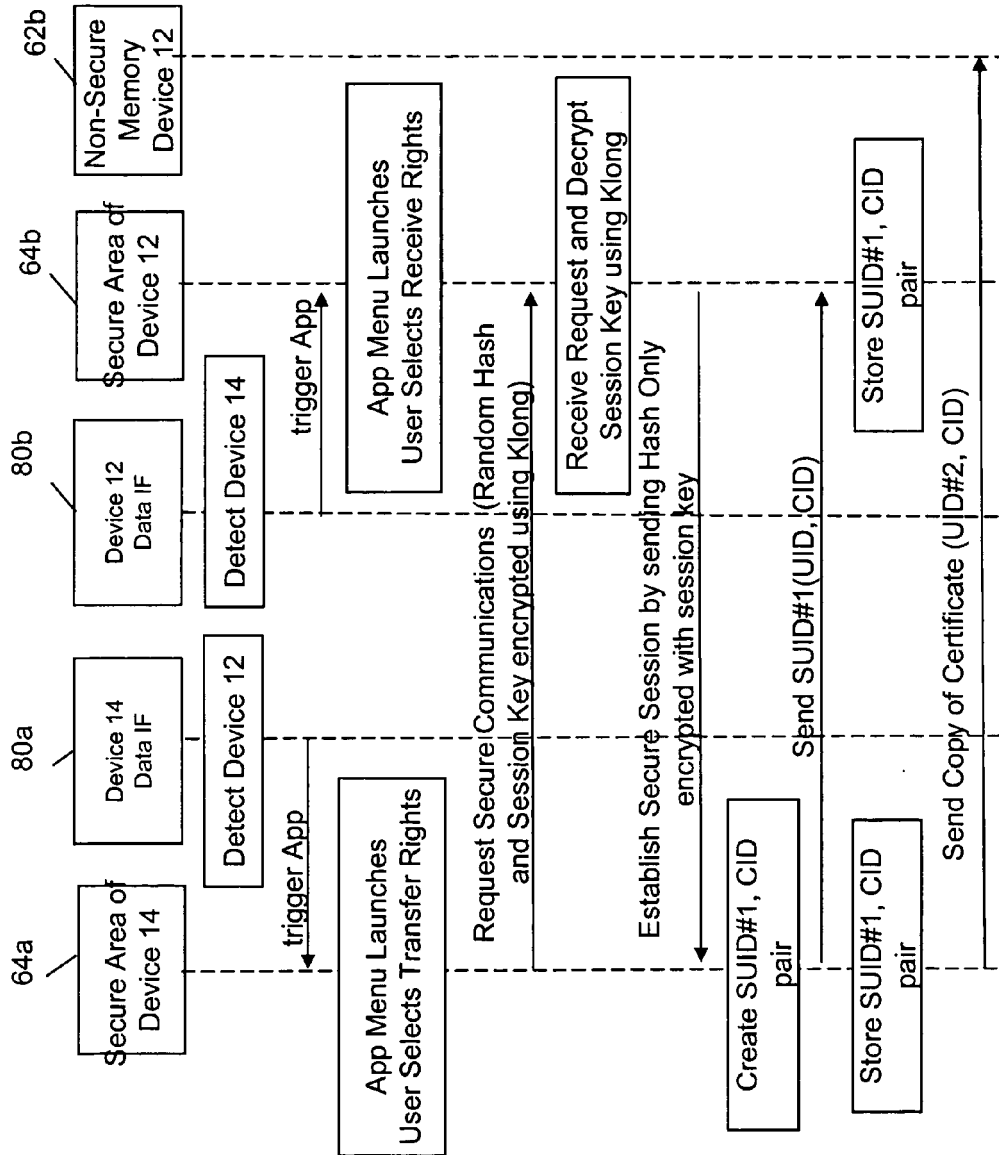 64a
80a
80b
64b
62b
Secure Area of
Device 14
Device 14
Data IF
Device 12
Data IF
Secure Area of
Device 12
Non-Secure
Memory
Device 12
Detect Device 12
Detect Device 14
trigger App
trigger App
App Menu Launches
User Selects Transfer Rights
App Menu Launches
User Selects Receive Rights
Request Secure Communications (Random Hash
and Session Key encrypted using Klong)
Receive Request and Decrypt
Session Key using Klong
Establish Secure Session by sending Hash Only
encrypted with session key
Create SUID#1, CID
pair
Send SUID#1(UID, CID)
Store SUID#1, CID
pair
Store SUID#1, CID
pair
Send Copy of Certificate (UID#2, CID)